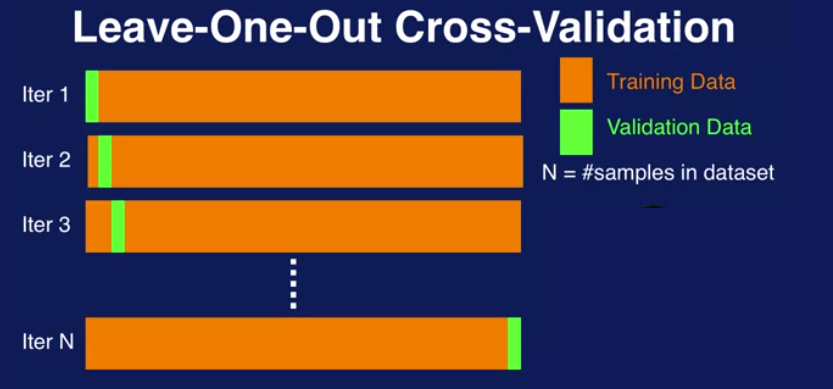 Leave-One-Out Cross-Validation
Iter 1
Training Data
Validation Data
Iter 2
N = #samples in dataset
Iter 3
Iter N